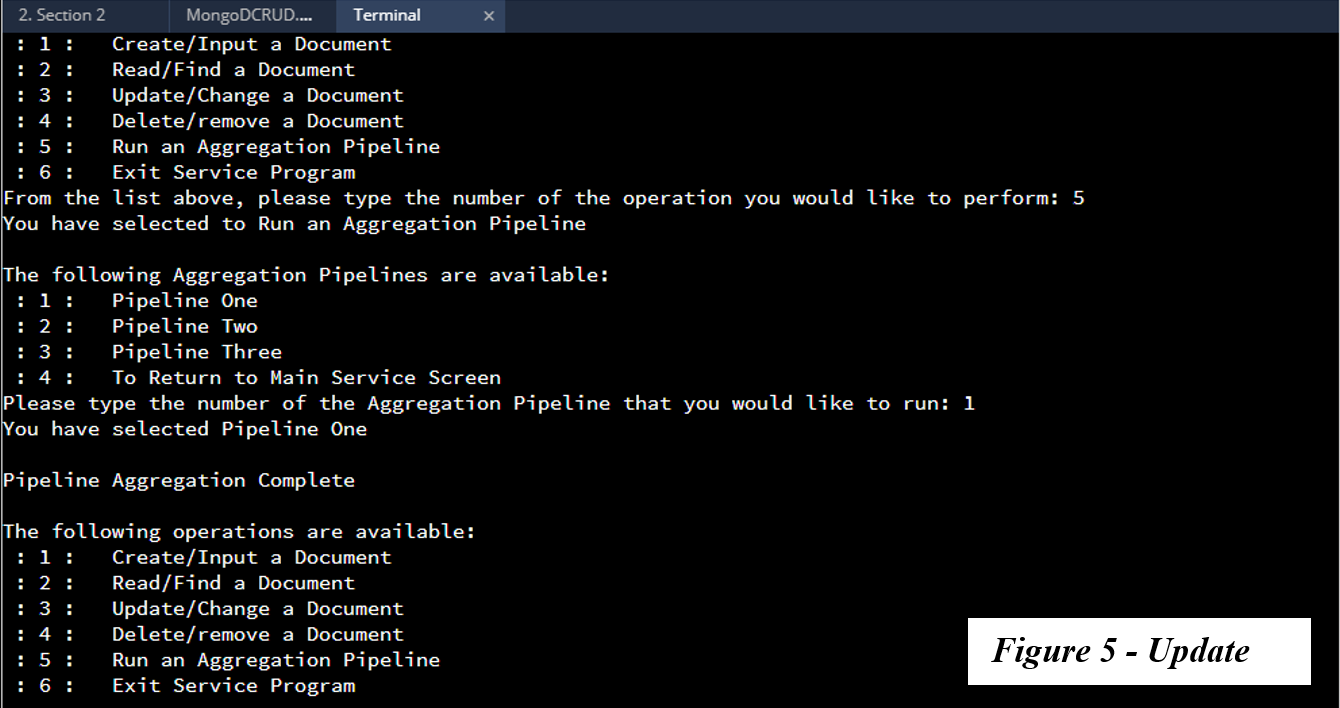 2. Section 2 MongoDCRUD.... Terminal ×
: 1 : Create/Input a Document
: 2 : Read/Find a Document
: 3 : Update/Change a Document
: 4 : Delete/remove a Document
: 5 : Run an Aggregation Pipeline
: 6 : Exit Service Program
From the list above, please type the number of the operation you would like to perform: 5
You have selected to Run an Aggregation Pipeline
The following Aggregation Pipelines are available:
: 1 : Pipeline One
: 2 : Pipeline Two
: 3 : Pipeline Three
: 4 : To Return to Main Service Screen
Please type the number of the Aggregation Pipeline that you would like to run: 1
You have selected Pipeline One
Pipeline Aggregation Complete
The following operations are available:
: 1 : Create/Input a Document
: 2 : Read/Find a Document
: 3 : Update/Change a Document
: 4 : Delete/remove a Document
: 5 : Run an Aggregation Pipeline
: 6 : Exit Service Program
Figure 5 - Update